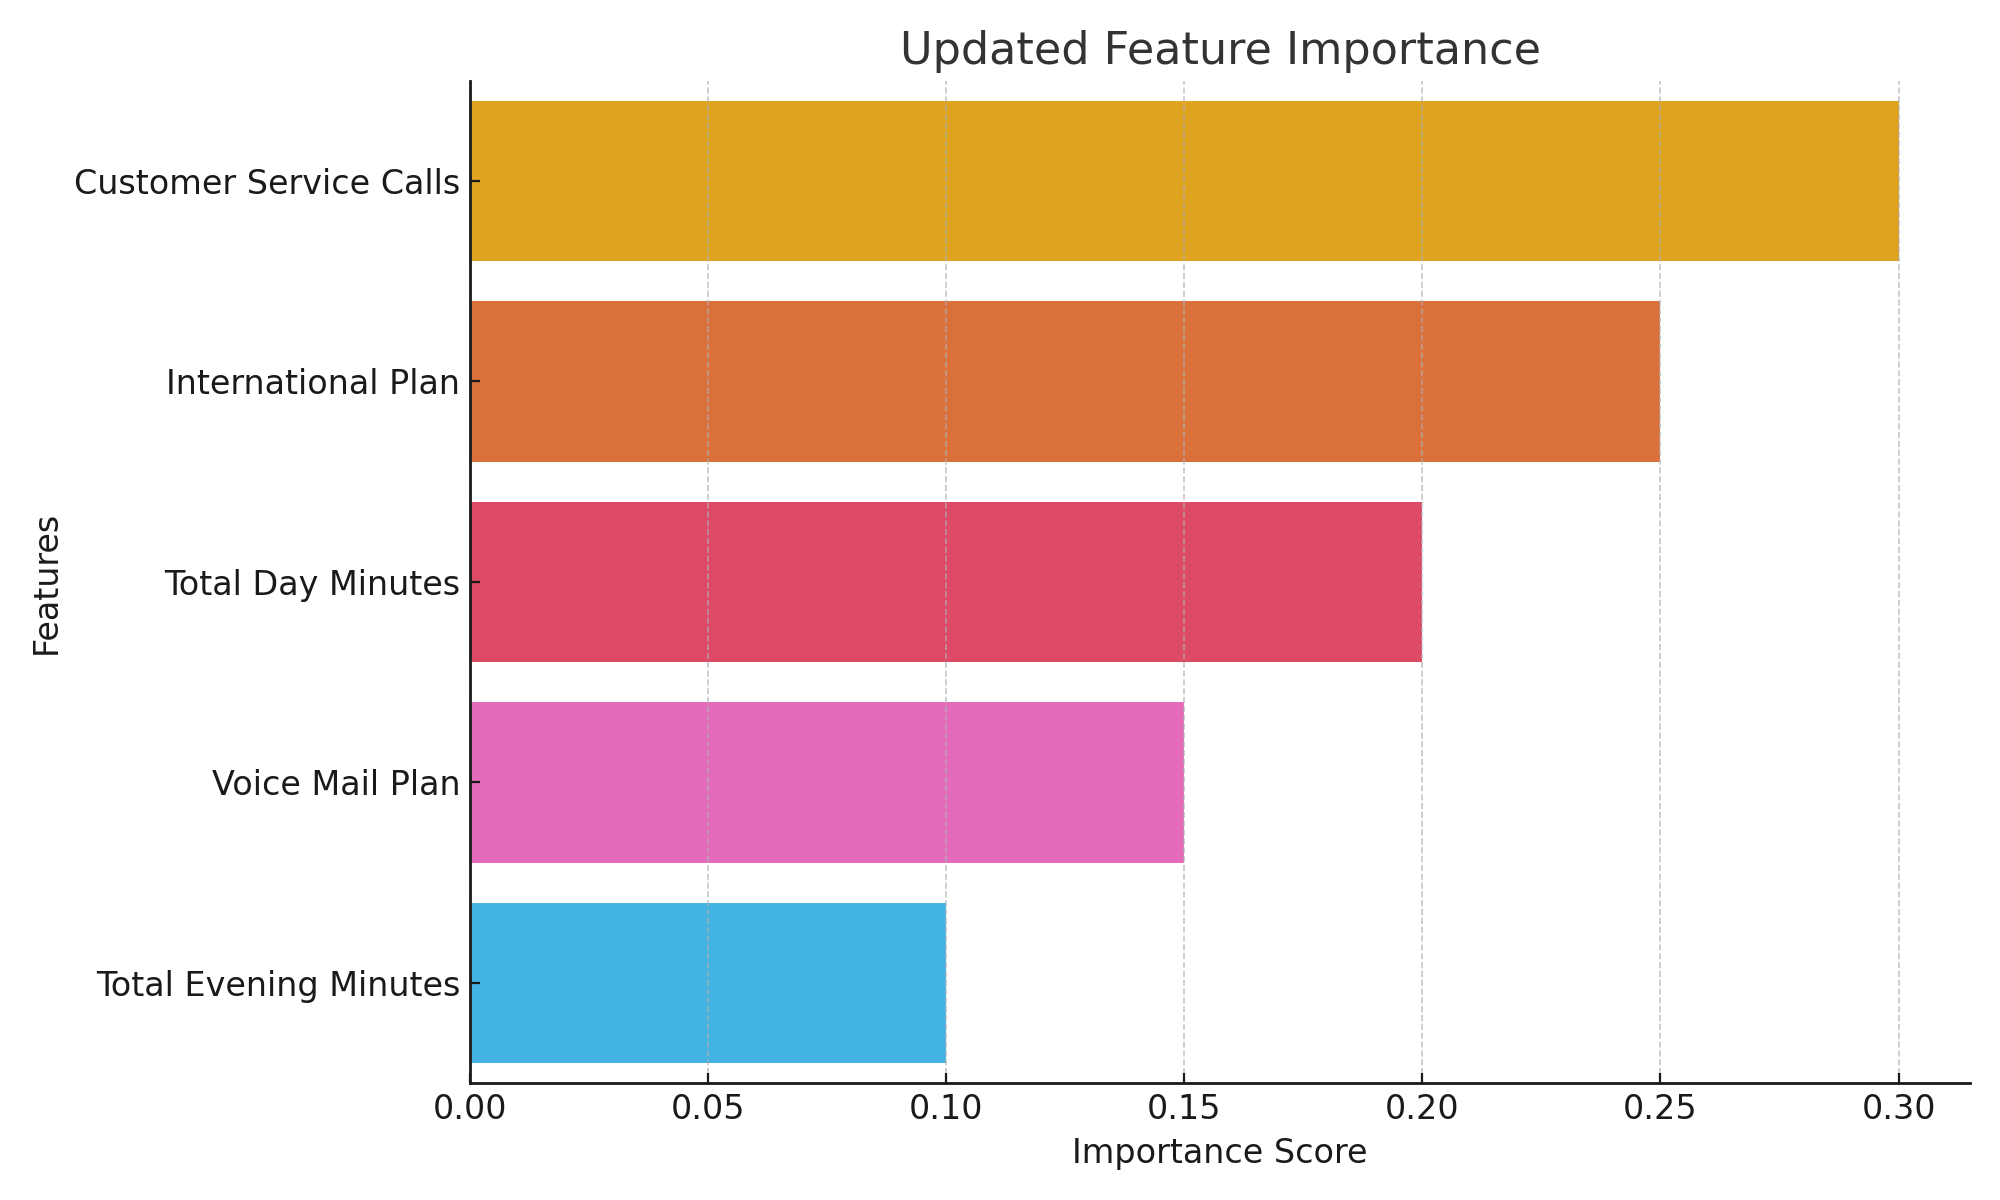 Updated Feature Importance
Customer Service Calls
International Plan
Total Day Minutes
Voice Mail Plan
Total Evening Minutes
Features
0.00 0.05 0.10 0.15 0.20 0.25 0.30
Importance Score